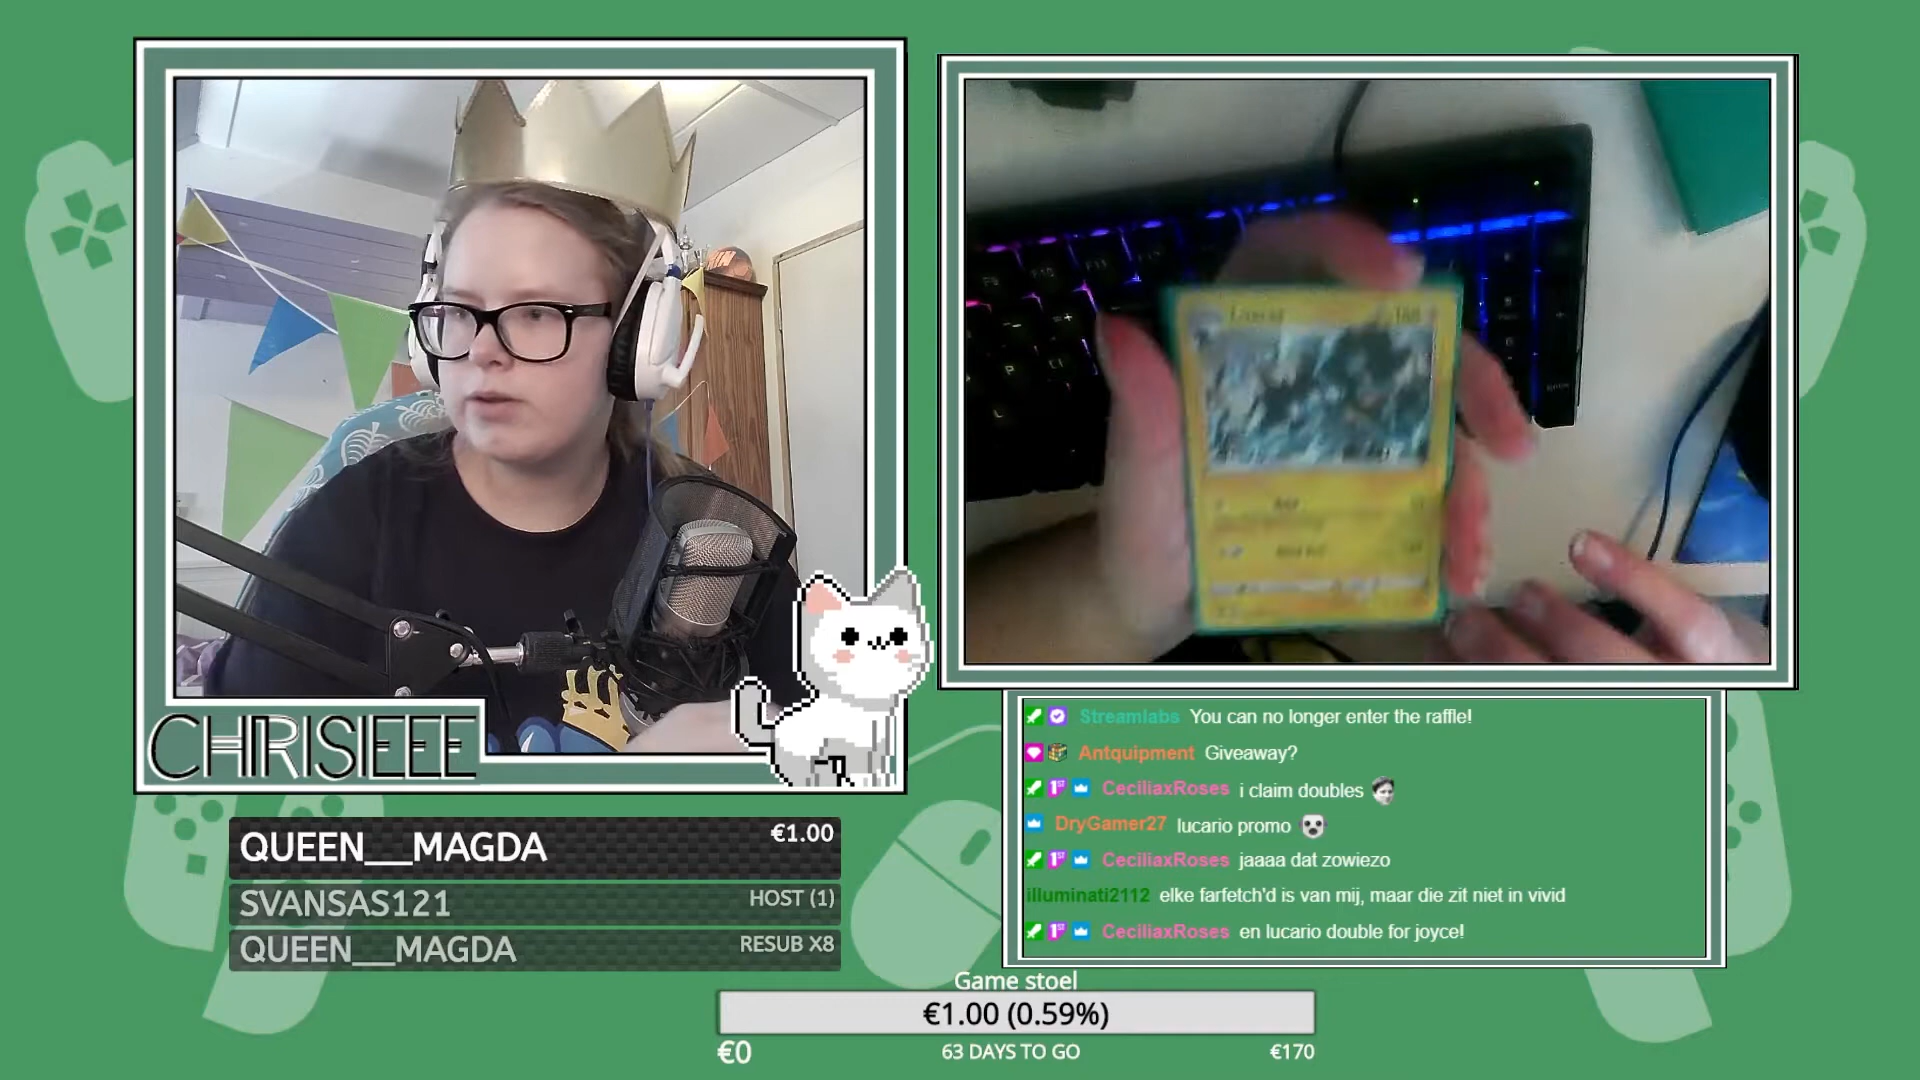 CHRISIEEE
Streamlabs You can no longer enter the raffle!
Antquipment Giveaway?
CeciliaxRoses i claim doubles
DryGamer27 lucario promo
CeciliaxRoses jaaaa dat zowiezo
illuminati2112 elke farfetch'd is van mij, maar die zit niet in vivid
CeciliaxRoses en lucario double for joyce!
QUEEN__MAGDA €1.00
SVANSAS121 HOST (1)
QUEEN__MAGDA RESUB X8
Game stoel
€1.00 (0.59%)
€0 63 DAYS TO GO €170